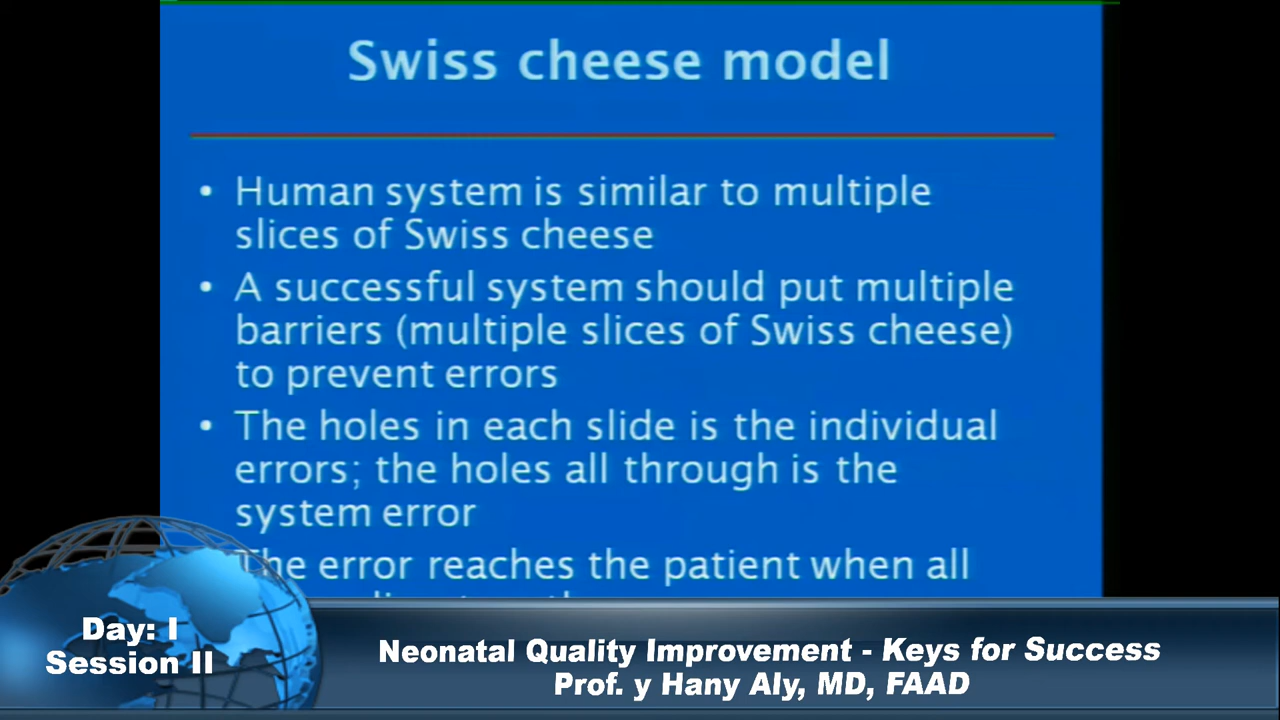 Swiss cheese model
• Human system is similar to multiple
slices of Swiss cheese
• A successful system should put multiple
barriers (multiple slices of Swiss cheese)
to prevent errors
• The holes in each slide is the individual
errors; the holes all through is the
system error
The error reaches the patient when all
Day: I
Session II
Neonatal Quality Improvement - Keys for Success
Prof. y Hany Aly, MD, FAAD